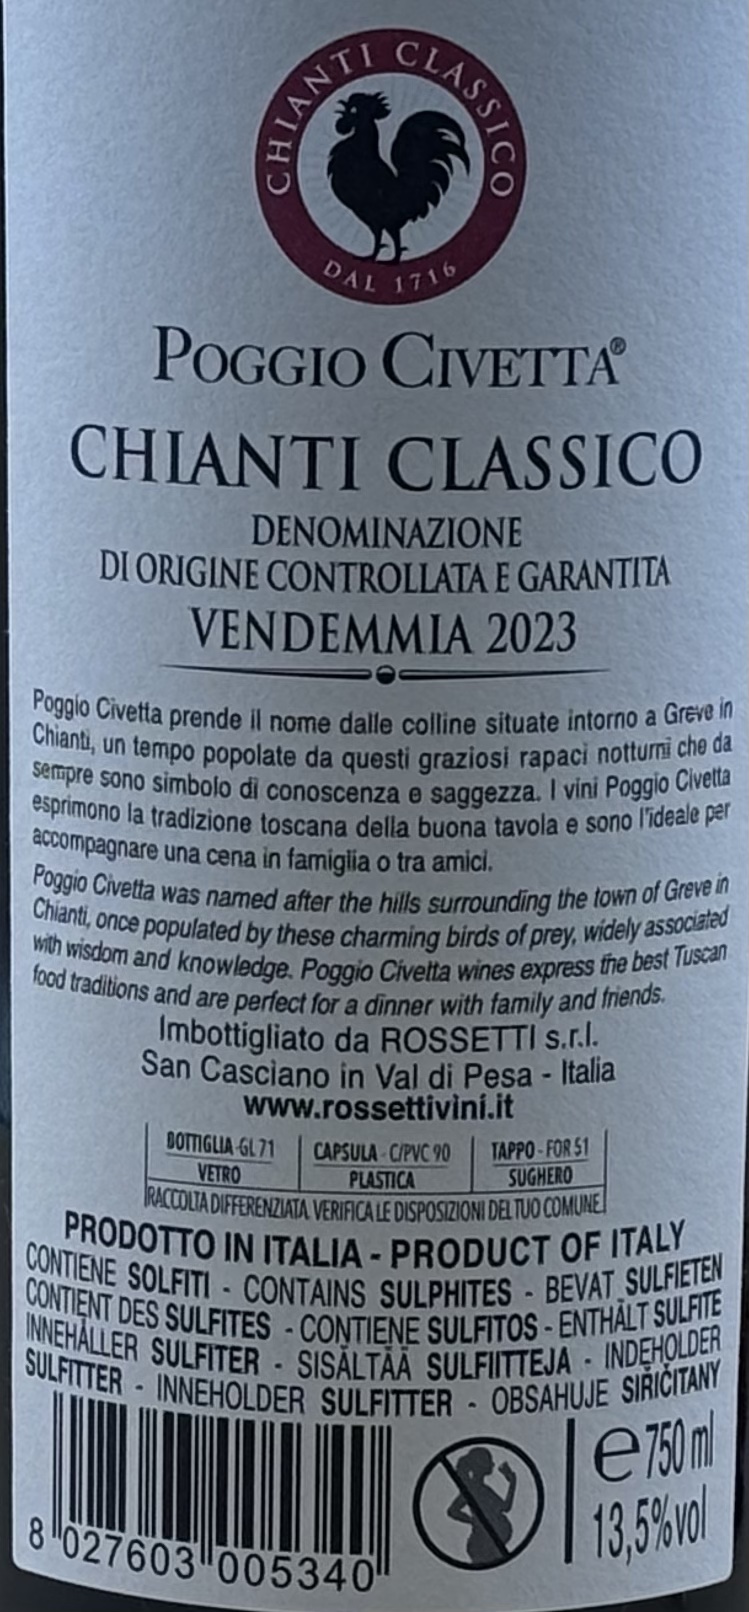 CHIANTI CLASSICO
DAL 1716
POGGIO CIVETTA®
CHIANTI CLASSICO
DENOMINAZIONE
DI ORIGINE CONTROLLATA E GARANTITA
VENDEMMIA 2023
Poggio Civetta prende il nome dalle colline situate intorno a Greve in
Chianti, un tempo popolate da questi graziosi rapaci notturni che da
sempre sono simbolo di conoscenza e saggezza. I vini Poggio Civetta
esprimono la tradizione toscana della buona tavola e sono l'ideale per
accompagnare una cena in famiglia o tra amici.
Poggio Civetta was named after the hills surrounding the town of Greve in
Chianti, once populated by these charming birds of prey, widely associated
with wisdom and knowledge. Poggio Civetta wines express the best Tuscan
food traditions and are perfect for a dinner with family and friends.
Imbottigliato da ROSSETTI s.r.l.
San Casciano in Val di Pesa - Italia
www.rossettivini.it
BOTTIGLIA-GL 71 CAPSULA - C/PVC 90 TAPPO - FOR 51
VETRO PLASTICA SUGHERO
RACCOLTA DIFFERENZIATA. VERIFICA LE DISPOSIZIONI DEL TUO COMUNE.
PRODOTTO IN ITALIA - PRODUCT OF ITALY
CONTIENE SOLFITI - CONTAINS SULPHITES - BEVAT SULFIETEN
CONTIENT DES SULFITES - CONTIENE SULFITOS - ENTHÄLT SULFITE
INNEHÅLLER SULFITER - SISÄLTÄÄ SULFIITTEJA - INDEHOLDER
SULFITTER - INNEHOLDER SULFITTER - OBSAHUJE SIŘIČITANY
e 750 ml
13,5%vol
8 027603 005340